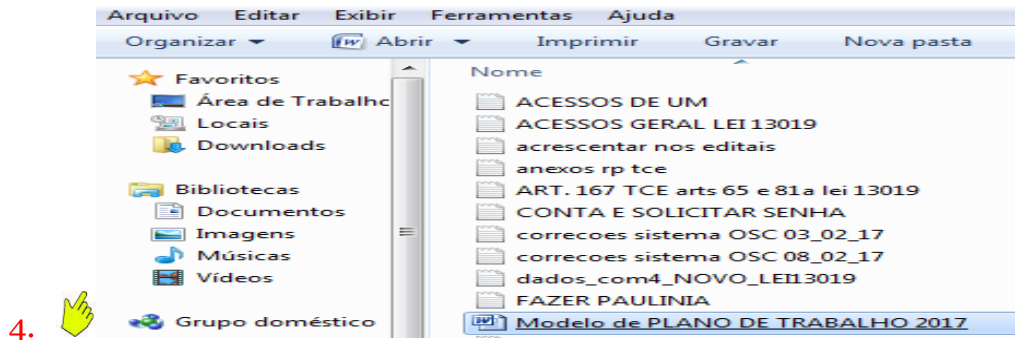 Arquivo Editar Exibir Ferramentas Ajuda
Organizar Abrir Imprimir Gravar Nova pasta
Favoritos
Área de Trabalhc
Locais
Downloads
Bibliotecas
Documentos
Imagens
Músicas
Vídeos
Grupo doméstico
Nome
ACESSOS DE UM
ACESSOS GERAL LEI 13019
acrescentar nos editais
anexos rp tce
ART. 167 TCE arts 65 e 81a lei 13019
CONTA E SOLICITAR SENHA
correcoes sistema OSC 03_02_17
correcoes sistema OSC 08_02_17
dados_com4_NOVO_LEI13019
FAZER PAULINIA
Modelo de PLANO DE TRABALHO 2017
4.